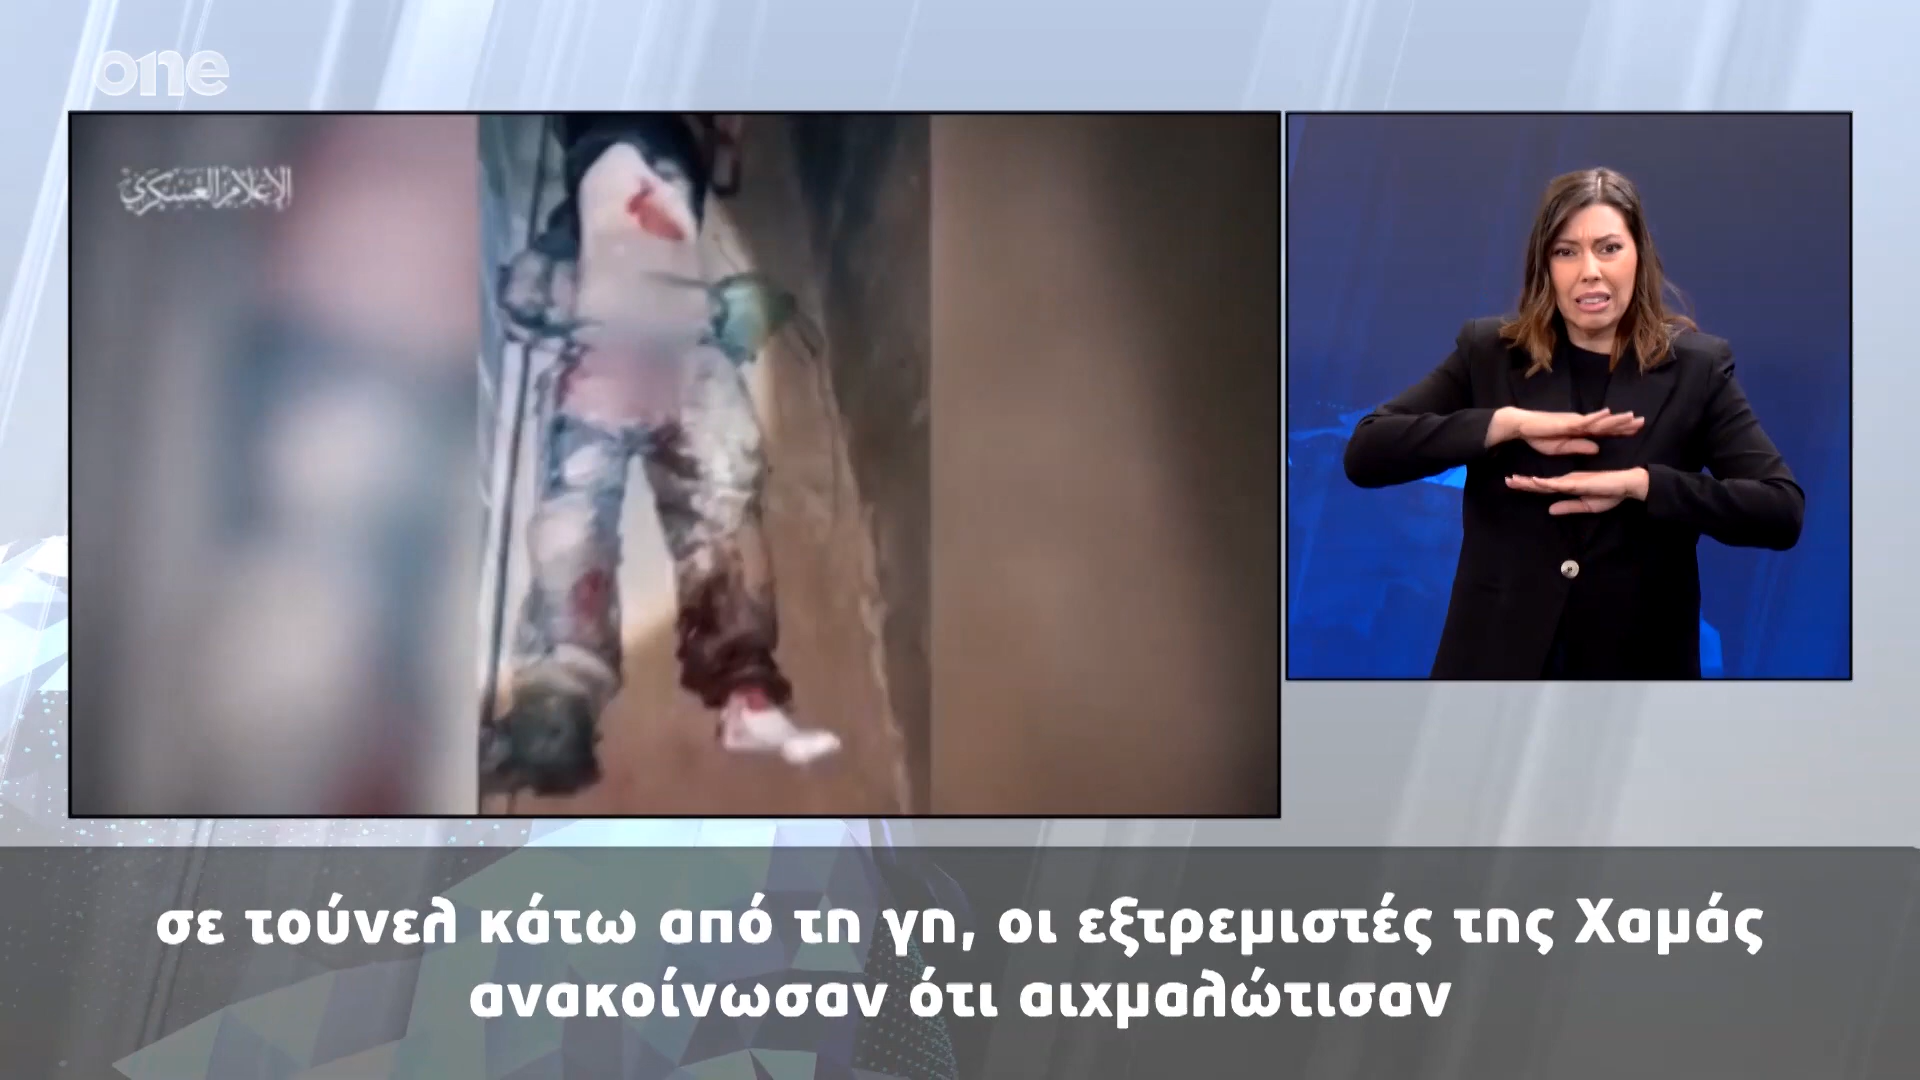 one
الإعلام العسكري
σε τούνελ κάτω από τη γη, οι εξτρεμιστές της Χαμάς
ανακοίνωσαν ότι αιχμαλώτισαν